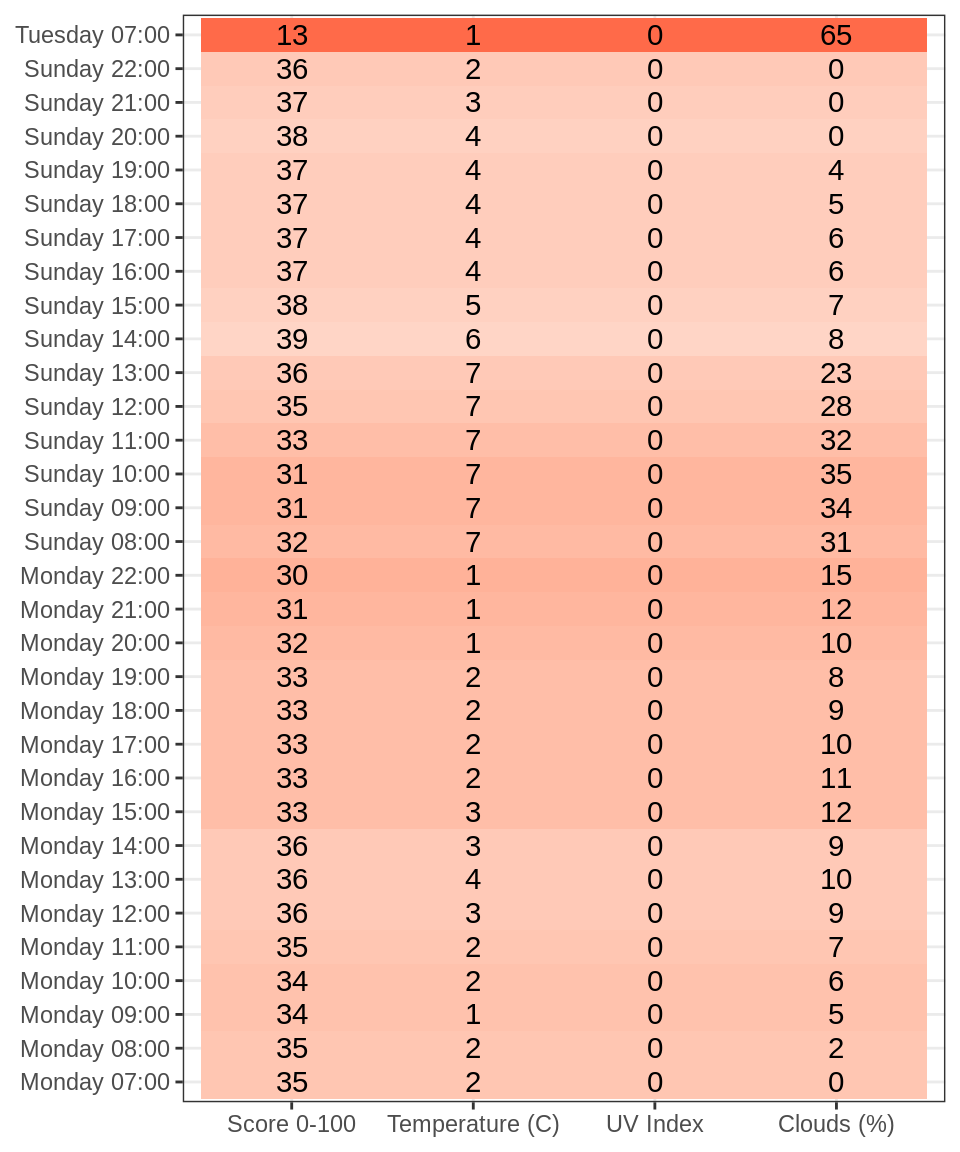 Tuesday 07:00 13 1 0 65
Sunday 22:00 36 2 0 0
Sunday 21:00 37 3 0 0
Sunday 20:00 38 4 0 0
Sunday 19:00 37 4 0 4
Sunday 18:00 37 4 0 5
Sunday 17:00 37 4 0 6
Sunday 16:00 37 4 0 6
Sunday 15:00 38 5 0 7
Sunday 14:00 39 6 0 8
Sunday 13:00 36 7 0 23
Sunday 12:00 35 7 0 28
Sunday 11:00 33 7 0 32
Sunday 10:00 31 7 0 35
Sunday 09:00 31 7 0 34
Sunday 08:00 32 7 0 31
Monday 22:00 30 1 0 15
Monday 21:00 31 1 0 12
Monday 20:00 32 1 0 10
Monday 19:00 33 2 0 8
Monday 18:00 33 2 0 9
Monday 17:00 33 2 0 10
Monday 16:00 33 2 0 11
Monday 15:00 33 3 0 12
Monday 14:00 36 3 0 9
Monday 13:00 36 4 0 10
Monday 12:00 36 3 0 9
Monday 11:00 35 2 0 7
Monday 10:00 34 2 0 6
Monday 09:00 34 1 0 5
Monday 08:00 35 2 0 2
Monday 07:00 35 2 0 0
Score 0-100 Temperature (C) UV Index Clouds (%)